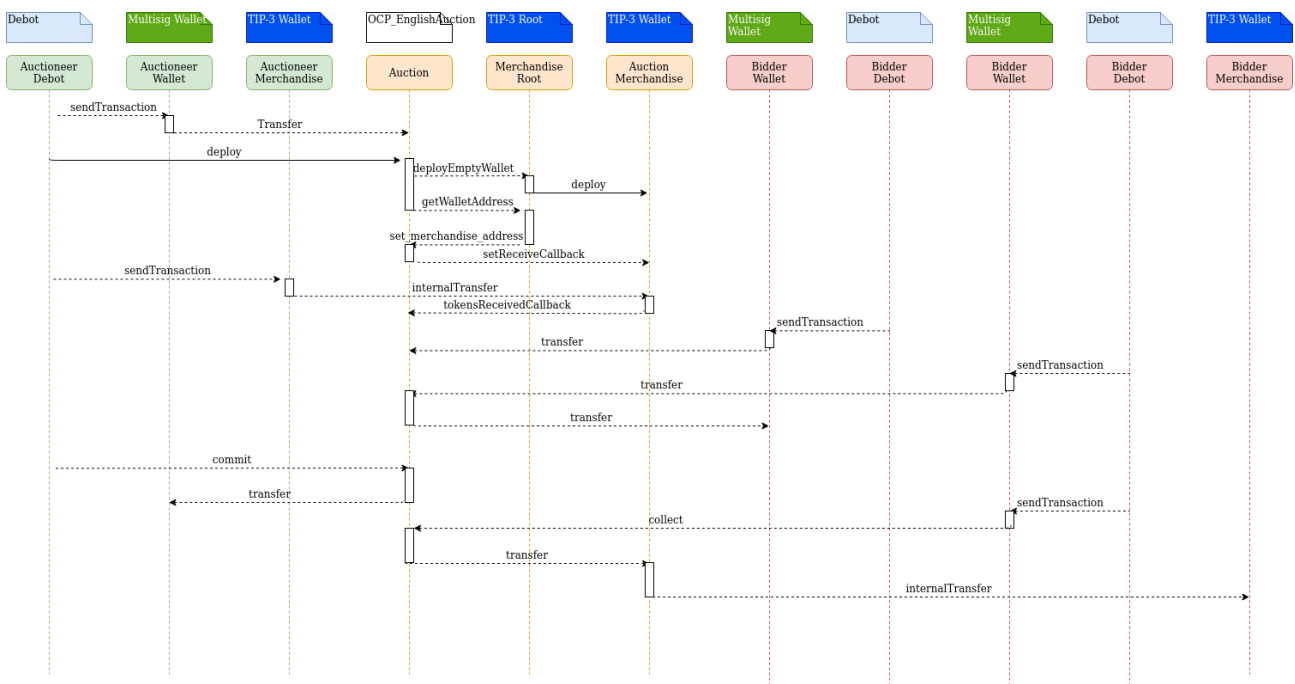 Debot
Multisig Wallet
TIP-3 Wallet
OCP_EnglishAuction
TIP-3 Root
TIP-3 Wallet
Multisig
Wallet
Debot
Multisig
Wallet
Debot
TIP-3 Wallet
Auctioneer
Debot
Auctioneer
Wallet
Auctioneer
Merchandise
Auction
Merchandise
Root
Auction
Merchandise
Bidder
Wallet
Bidder
Debot
Bidder
Wallet
Bidder
Debot
Bidder
Merchandise
sendTransaction
Transfer
deploy
deployEmptyWallet
deploy
getWalletAddress
set_merchandise_address
setReceiveCallback
sendTransaction
internalTransfer
tokensReceivedCallback
sendTransaction
transfer
sendTransaction
transfer
transfer
commit
transfer
sendTransaction
collect
transfer
internalTransfer